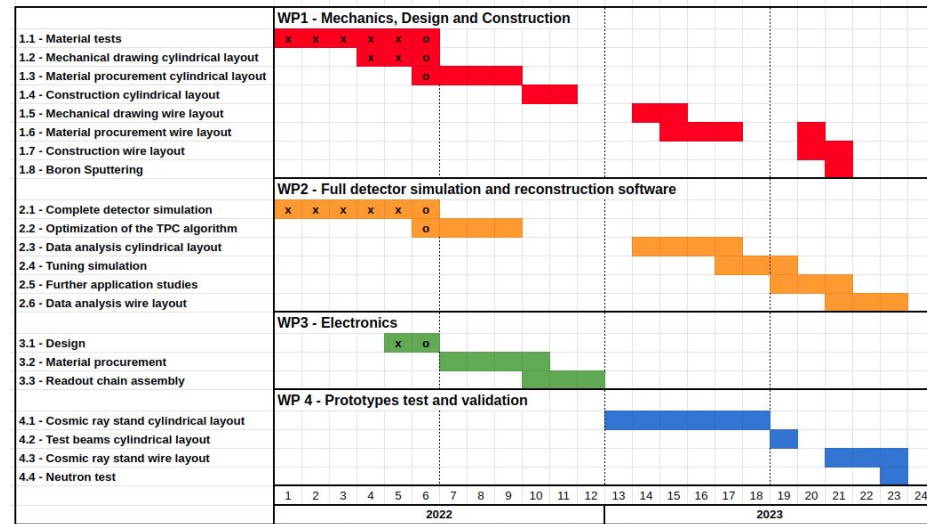 WP1 - Mechanics, Design and Construction
1.1 - Material tests x x x x x o
1.2 - Mechanical drawing cylindrical layout x x o
1.3 - Material procurement cylindrical layout o
1.4 - Construction cylindrical layout
1.5 - Mechanical drawing wire layout
1.6 - Material procurement wire layout
1.7 - Construction wire layout
1.8 - Boron Sputtering
WP2 - Full detector simulation and reconstruction software
2.1 - Complete detector simulation x x x x x o
2.2 - Optimization of the TPC algorithm o
2.3 - Data analysis cylindrical layout
2.4 - Tuning simulation
2.5 - Further application studies
2.6 - Data analysis wire layout
WP3 - Electronics
3.1 - Design x o
3.2 - Material procurement
3.3 - Readout chain assembly
WP 4 - Prototypes test and validation
4.1 - Cosmic ray stand cylindrical layout
4.2 - Test beams cylindrical layout
4.3 - Cosmic ray stand wire layout
4.4 - Neutron test
1 2 3 4 5 6 7 8 9 10 11 12 13 14 15 16 17 18 19 20 21 22 23 24
2022 2023